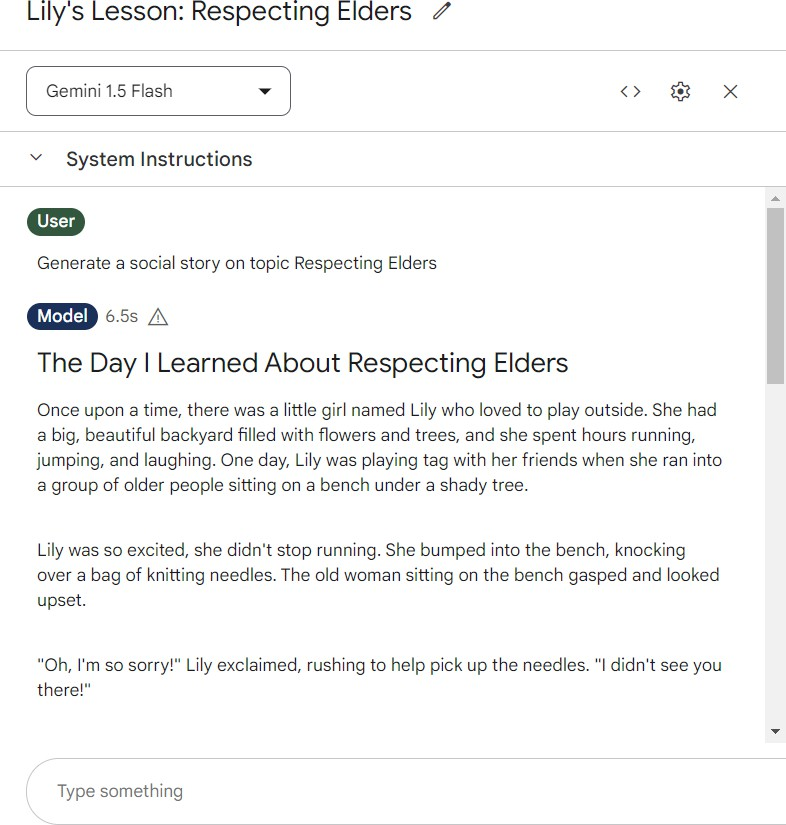 Lily's Lesson: Respecting Elders
Gemini 1.5 Flash
System Instructions
User
Generate a social story on topic Respecting Elders
Model 6.5s
The Day I Learned About Respecting Elders
Once upon a time, there was a little girl named Lily who loved to play outside. She had
a big, beautiful backyard filled with flowers and trees, and she spent hours running,
jumping, and laughing. One day, Lily was playing tag with her friends when she ran into
a group of older people sitting on a bench under a shady tree.
Lily was so excited, she didn't stop running. She bumped into the bench, knocking
over a bag of knitting needles. The old woman sitting on the bench gasped and looked
upset.
"Oh, I'm so sorry!" Lily exclaimed, rushing to help pick up the needles. "I didn't see you
there!"
Type something